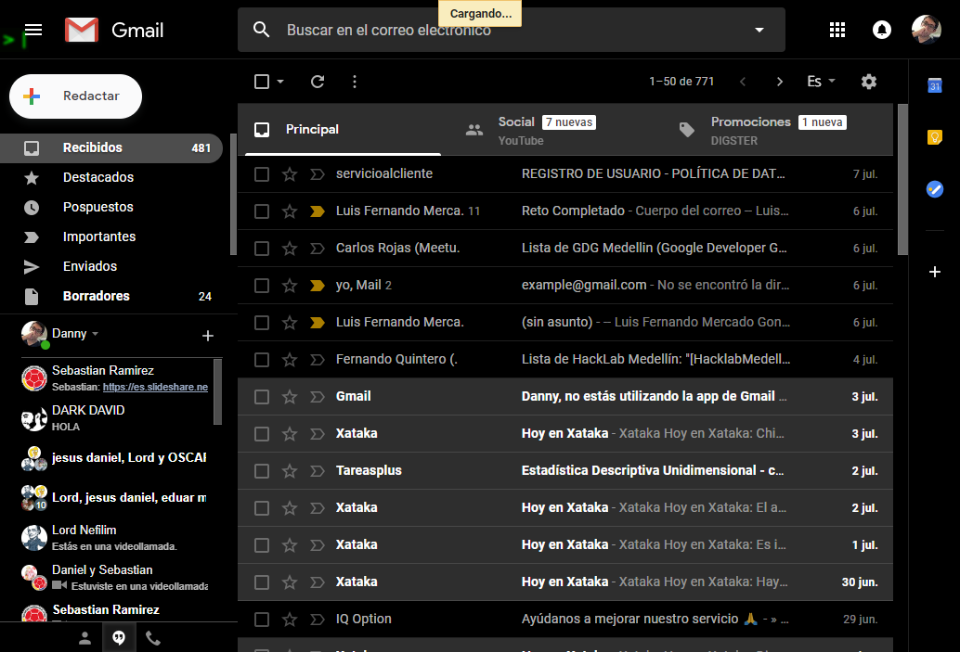 Cargando...
Gmail
Buscar en el correo electrónico
Redactar
1–50 de 771
Es
31
Principal
Social 7 nuevas
YouTube
Promociones 1 nueva
DIGSTER
Recibidos 481
Destacados
Pospuestos
Importantes
Enviados
Borradores 24
Danny
Sebastian Ramirez
Sebastian: https://es.slideshare.ne
DARK DAVID
HOLA
jesus daniel, Lord y OSCAR
Lord, jesus daniel, eduar m
10
Lord Nefilim
Estás en una videollamada.
Daniel y Sebastian
Estuviste en una videollamada
Sebastian Ramirez
servicioalcliente REGISTRO DE USUARIO - POLÍTICA DE DAT... 7 jul.
Luis Fernando Merca. 11 Reto Completado - Cuerpo del correo -- Luis... 6 jul.
Carlos Rojas (Meetu. Lista de GDG Medellin (Google Developer G... 6 jul.
yo, Mail 2 example@gmail.com - No se encontró la dir... 6 jul.
Luis Fernando Merca. (sin asunto) - -- Luis Fernando Mercado Gon... 6 jul.
Fernando Quintero (. Lista de HackLab Medellín: "[HacklabMedell... 4 jul.
Gmail Danny, no estás utilizando la app de Gmail ... 3 jul.
Xataka Hoy en Xataka - Xataka Hoy en Xataka: Chi... 3 jul.
Tareasplus Estadística Descriptiva Unidimensional - c... 2 jul.
Xataka Hoy en Xataka - Xataka Hoy en Xataka: El a... 2 jul.
Xataka Hoy en Xataka - Xataka Hoy en Xataka: Es i... 1 jul.
Xataka Hoy en Xataka - Xataka Hoy en Xataka: Hay... 30 jun.
IQ Option Ayúdanos a mejorar nuestro servicio 🙏 - » ... 29 jun.